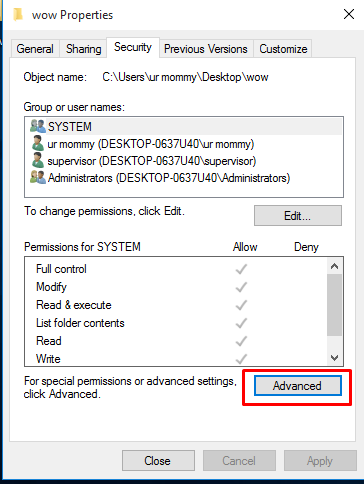 wow Properties
General Sharing Security Previous Versions Customize
Object name: C:\Users\ur mommy\Desktop\wow
Group or user names:
SYSTEM
ur mommy (DESKTOP-0637U40\ur mommy)
supervisor (DESKTOP-0637U40\supervisor)
Administrators (DESKTOP-0637U40\Administrators)
To change permissions, click Edit.
Edit...
Permissions for SYSTEM Allow Deny
Full control
Modify
Read & execute
List folder contents
Read
Write
For special permissions or advanced settings,
click Advanced.
Advanced
Close Cancel Apply